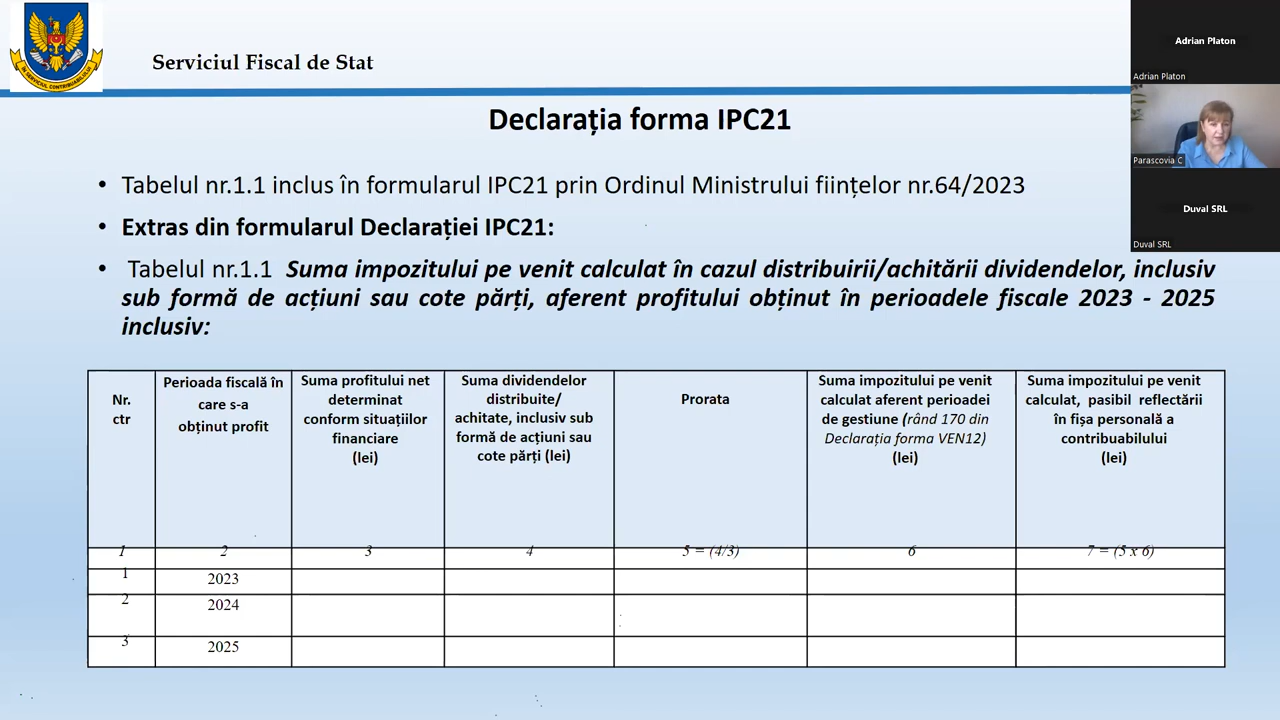 Serviciul Fiscal de Stat
ÎN SERVICIUL CONTRIBUABILULUI
Adrian Platon
Adrian Platon
Parascovia C
Duval SRL
Duval SRL
Declarația forma IPC21
• Tabelul nr.1.1 inclus în formularul IPC21 prin Ordinul Ministrului ființelor nr.64/2023
• Extras din formularul Declarației IPC21:
• Tabelul nr.1.1 Suma impozitului pe venit calculat în cazul distribuirii/achitării dividendelor, inclusiv
sub formă de acțiuni sau cote părți, aferent profitului obținut în perioadele fiscale 2023 - 2025
inclusiv:
Nr.
ctr
Perioada fiscală în
care s-a
obținut profit
Suma profitului net
determinat
conform situațiilor
financiare
(lei)
Suma dividendelor
distribuite/
achitate, inclusiv sub
formă de acțiuni sau
cote părți (lei)
Prorata
Suma impozitului pe venit
calculat aferent perioadei
de gestiune (rând 170 din
Declarația forma VEN12)
(lei)
Suma impozitului pe venit
calculat, pasibil reflectării
în fișa personală a
contribuabilului
(lei)
1 2 3 4 5 = (4/3) 6 7 = (5 x 6)
1 2023
2 2024
3 2025